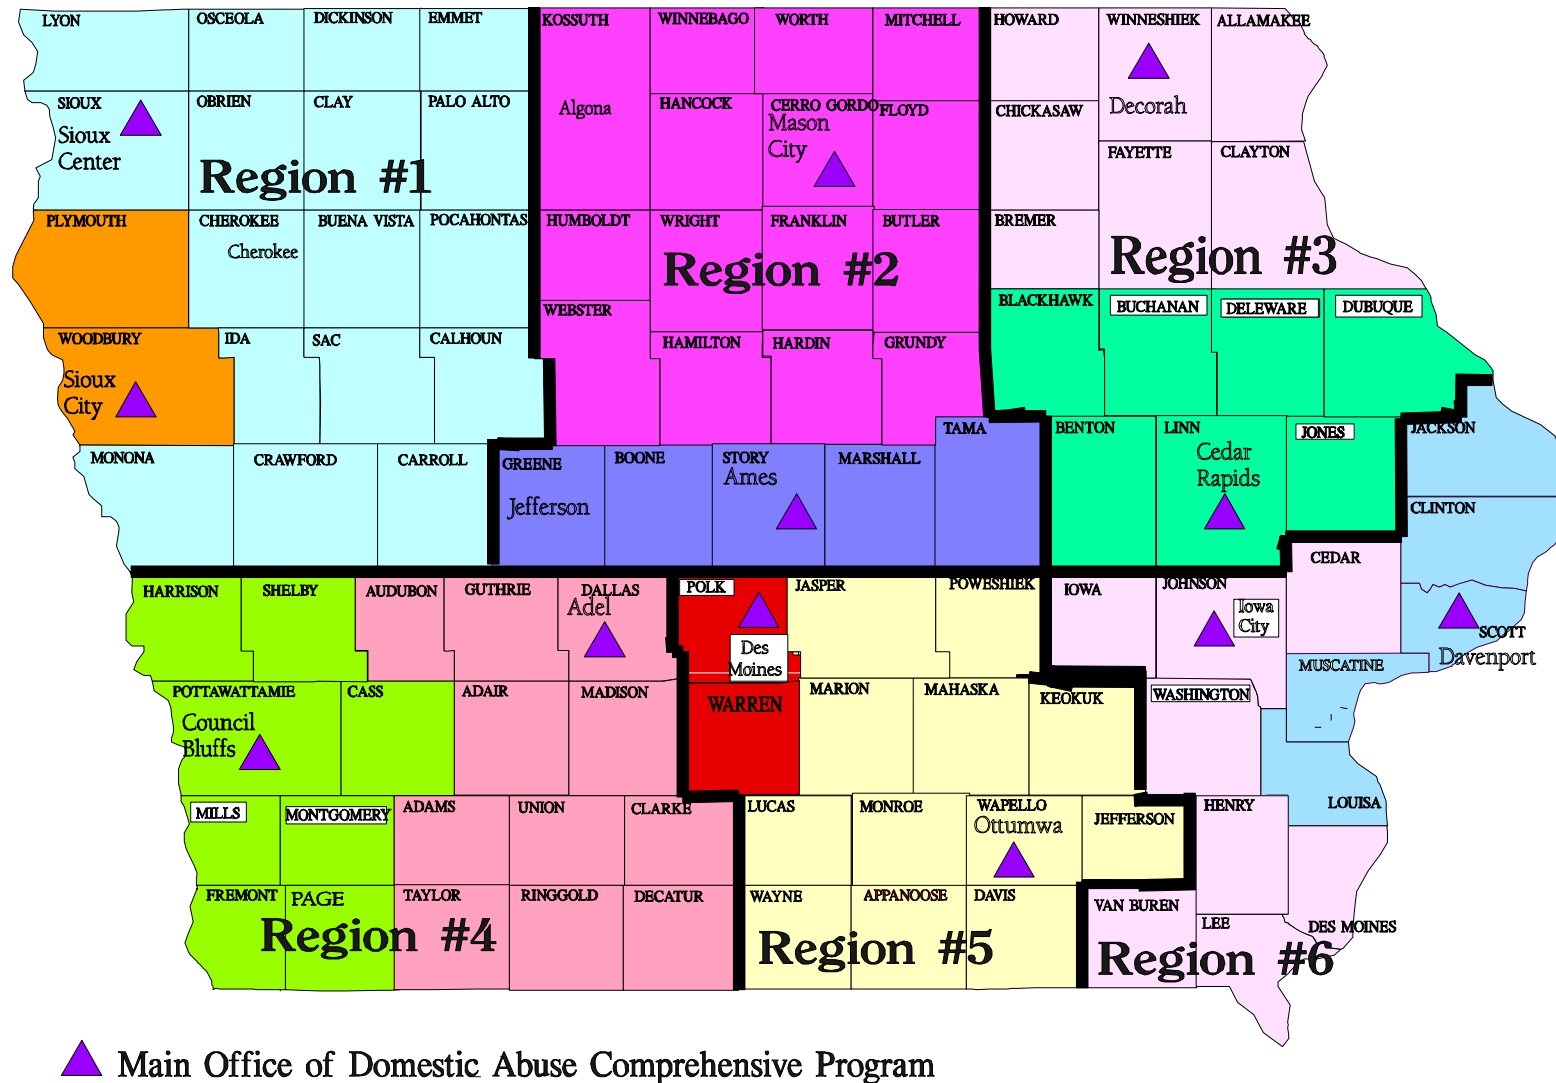 LYON
OSCEOLA
DICKINSON
EMMET
KOSSUTH
WINNEBAGO
WORTH
MITCHELL
HOWARD
WINNESHIEK
ALLAMAKEE
SIOUX
Sioux
Center
OBRIEN
CLAY
PALO ALTO
Algona
HANCOCK
CERRO GORDO
Mason
City
FLOYD
CHICKASAW
Decorah
FAYETTE
CLAYTON
Region #1
PLYMOUTH
CHEROKEE
Cherokee
BUENA VISTA
POCAHONTAS
HUMBOLDT
WRIGHT
FRANKLIN
BUTLER
BREMER
Region #2
Region #3
WEBSTER
BLACKHAWK
BUCHANAN
DELEWARE
DUBUQUE
WOODBURY
Sioux
City
IDA
SAC
CALHOUN
HAMILTON
HARDIN
GRUNDY
MONONA
CRAWFORD
CARROLL
GREENE
Jefferson
BOONE
STORY
Ames
MARSHALL
TAMA
BENTON
LINN
Cedar
Rapids
JONES
JACKSON
CLINTON
CEDAR
HARRISON
SHELBY
AUDUBON
GUTHRIE
DALLAS
Adel
POLK
Des
Moines
JASPER
POWESHIEK
IOWA
JOHNSON
Iowa
City
SCOTT
Davenport
MUSCATINE
POTTAWATTAMIE
Council
Bluffs
CASS
ADAIR
MADISON
WARREN
MARION
MAHASKA
KEOKUK
WASHINGTON
LOUISA
MILLS
MONTGOMERY
ADAMS
UNION
CLARKE
LUCAS
MONROE
WAPELLO
Ottumwa
JEFFERSON
HENRY
FREMONT
PAGE
TAYLOR
RINGGOLD
DECATUR
WAYNE
APPANOOSE
DAVIS
VAN BUREN
LEE
DES MOINES
Region #4
Region #5
Region #6
Main Office of Domestic Abuse Comprehensive Program